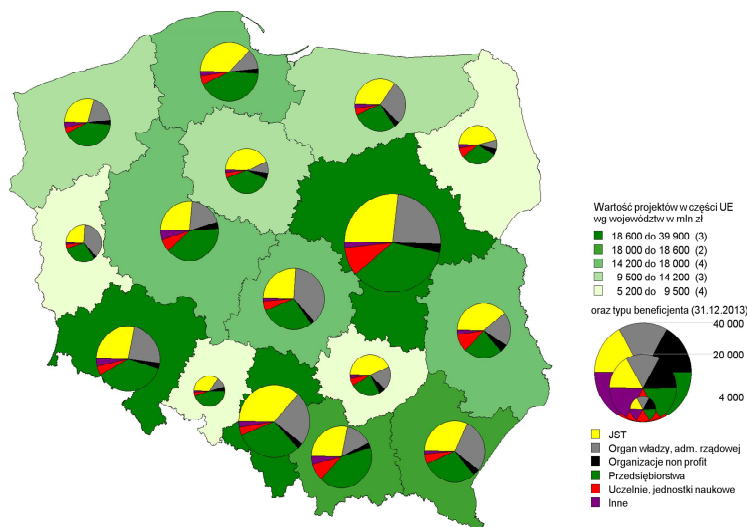 Wartość projektów w części UE
wg województw w mln zł
18 600 do 39 900 (3)
18 000 do 18 600 (2)
14 200 do 18 000 (4)
9 500 do 14 200 (3)
5 200 do 9 500 (4)
oraz typu beneficjenta (31.12.2013)
40 000
20 000
4 000
JST
Organ władzy, adm. rządowej
Organizacje non profit
Przedsiębiorstwa
Uczelnie, jednostki naukowe
Inne